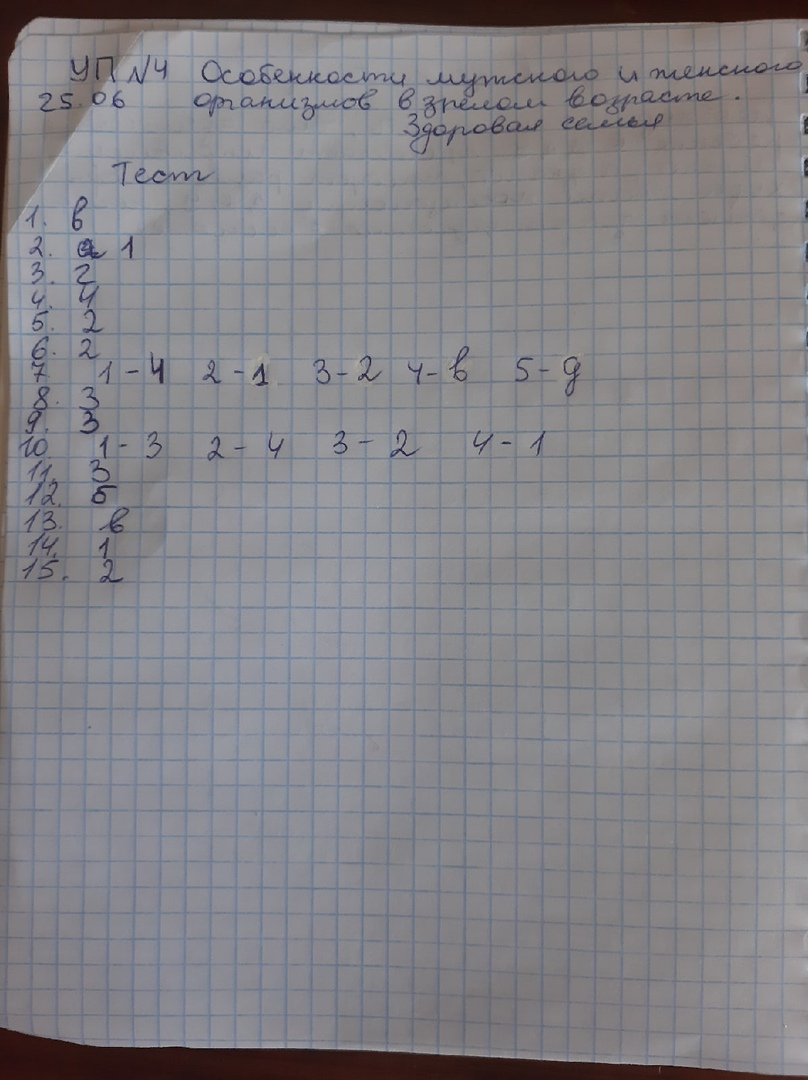 УП №4 Особенности мужского и женского
25.06 организмов в зрелом возрасте.
Здоровая семья
Тест
1. в
2. 1
3. 2
4. 4
5. 2
6. 2
7 1-4 2-1 3-2 4-в 5-д
8. 3
9. 3
10 1-3 2-4 3-2 4-1
11. 3
12. 5
13. в
14. 1
15. 2